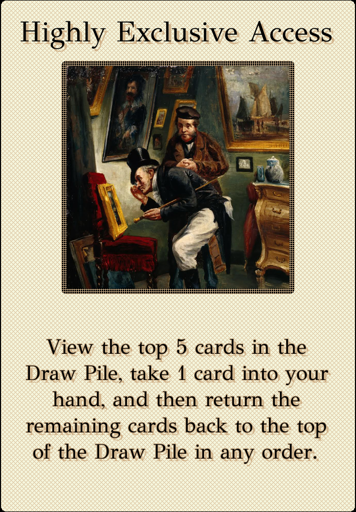 Highly Exclusive Access
View the top 5 cards in the
Draw Pile, take 1 card into your
hand, and then return the
remaining cards back to the top
of the Draw Pile in any order.